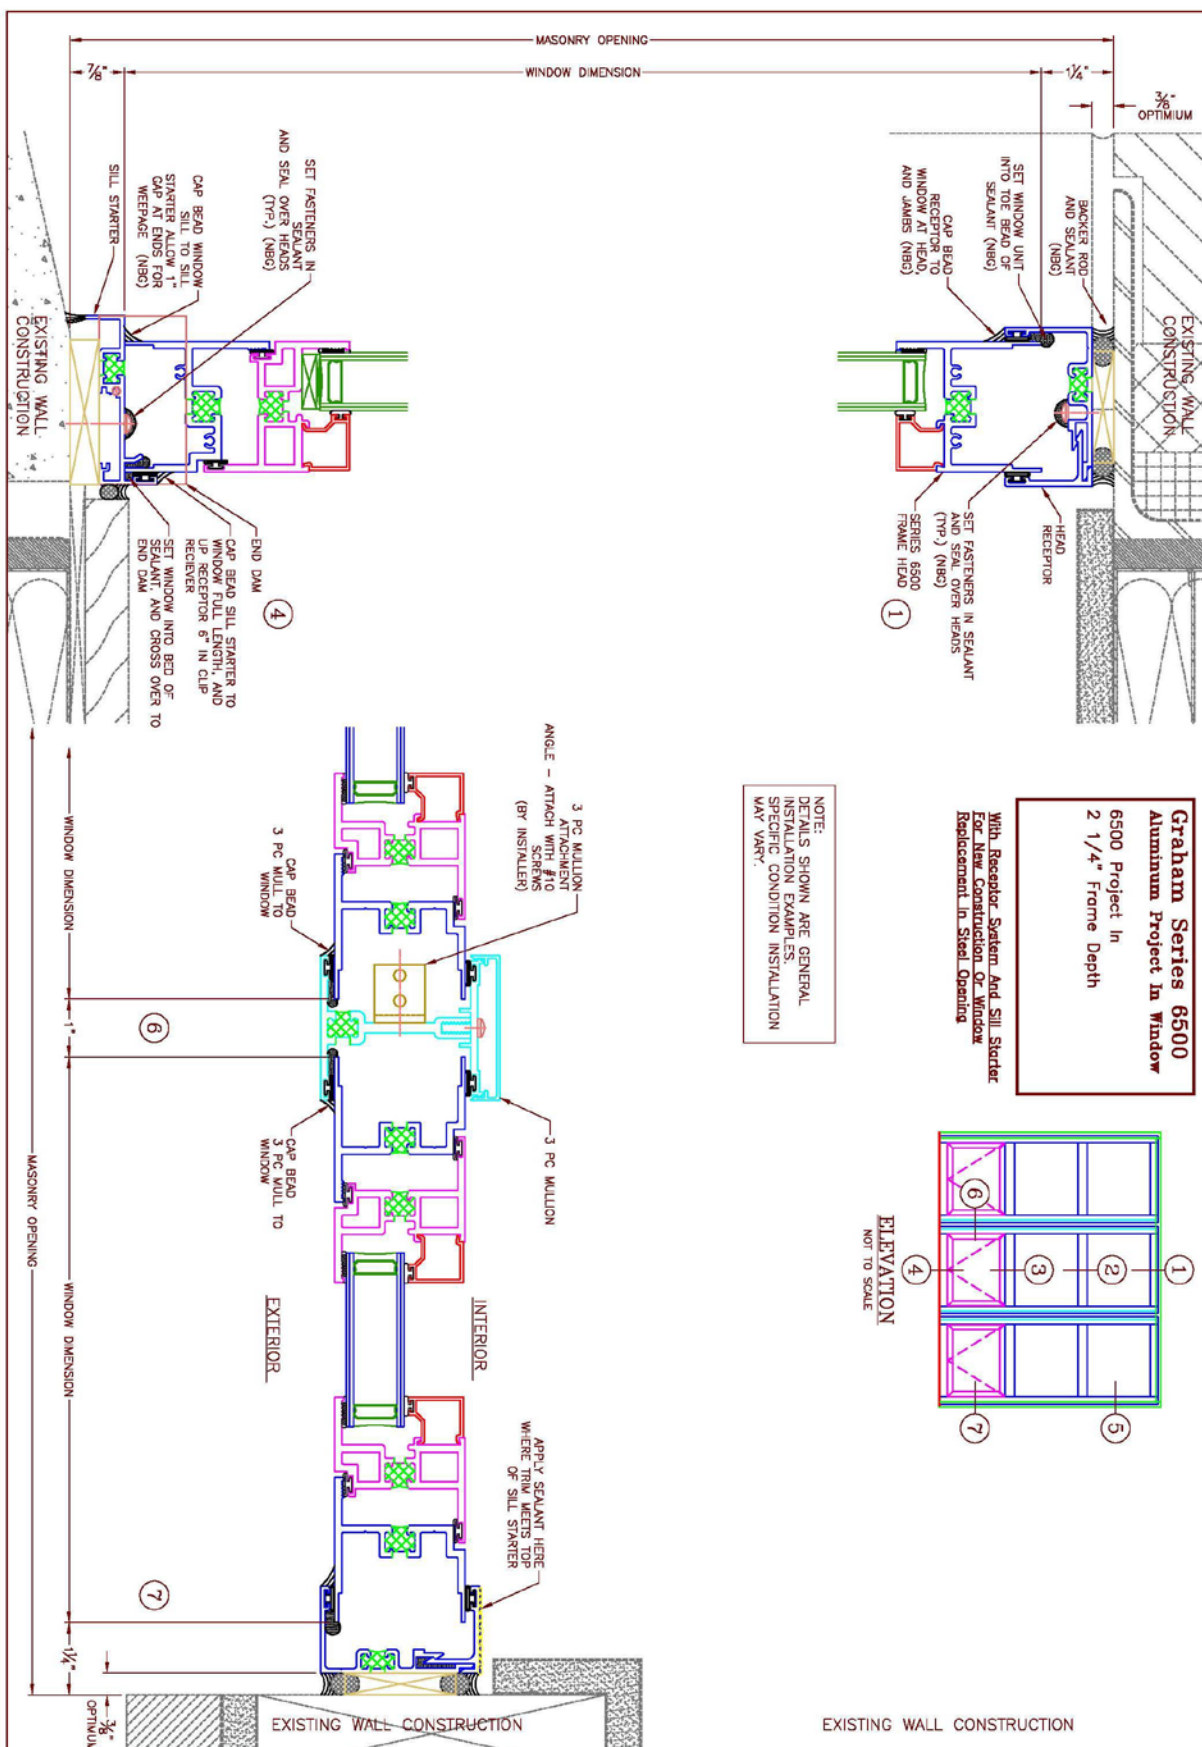 MASONRY OPENING
WINDOW DIMENSION
7/8"
1 1/4"
3/8"
OPTIMIUM
SET FASTENERS IN
SEALANT
AND SEAL OVER HEADS
(TYP.) (NBG)
CAP BEAD WINDOW
SILL TO SILL
STARTER ALLOW 1"
GAP AT ENDS FOR
WEEPAGE (NBG)
SILL STARTER
EXISTING WALL
CONSTRUCTION
END DAM
CAP BEAD SILL STARTER TO
WINDOW FULL LENGTH, AND
UP RECEPTOR 6" IN CLIP
RECIEVER
SET WINDOW INTO BED OF
SEALANT, AND CROSS OVER TO
END DAM
4
BACKER ROD
AND SEALANT
(NBG)
SET WINDOW UNIT
INTO TOE BEAD OF
SEALANT (NBG)
CAP BEAD
RECEPTOR TO
WINDOW AT HEAD,
AND JAMBS (NBG)
EXISTING WALL
CONSTRUCTION
HEAD
RECEPTOR
SET FASTENERS IN SEALANT
AND SEAL OVER HEADS
(TYP.) (NBG)
SERIES 6500
FRAME HEAD
1
Graham Series 6500
Aluminum Project In Window
6500 Project In
2 1/4" Frame Depth
With Receptor System And Sill Starter
For New Construction Or Window
Replacement In Steel Opening
NOTE:
DETAILS SHOWN ARE GENERAL
INSTALLATION EXAMPLES.
SPECIFIC CONDITION INSTALLATION
MAY VARY.
1
2
3
4
5
6
7
ELEVATION
NOT TO SCALE
3 PC MULLION
ATTACHMENT
ANGLE - ATTACH WITH #10
SCREWS
(BY INSTALLER)
CAP BEAD
3 PC MULL TO
WINDOW
3 PC MULLION
CAP BEAD
3 PC MULL TO
WINDOW
INTERIOR
EXTERIOR
APPLY SEALANT HERE
WHERE TRIM MEETS TOP
OF SILL STARTER
6
7
WINDOW DIMENSION
1"
WINDOW DIMENSION
1 1/4"
MASONRY OPENING
3/8"
OPTIMIUM
EXISTING WALL CONSTRUCTION
EXISTING WALL CONSTRUCTION